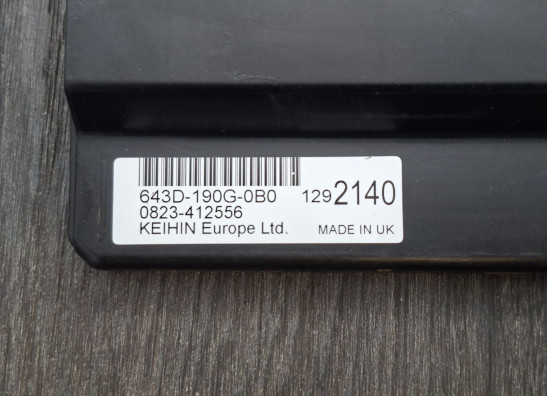 643D-190G-0B0 129 2140
0823-412556
KEIHIN Europe Ltd. MADE IN UK